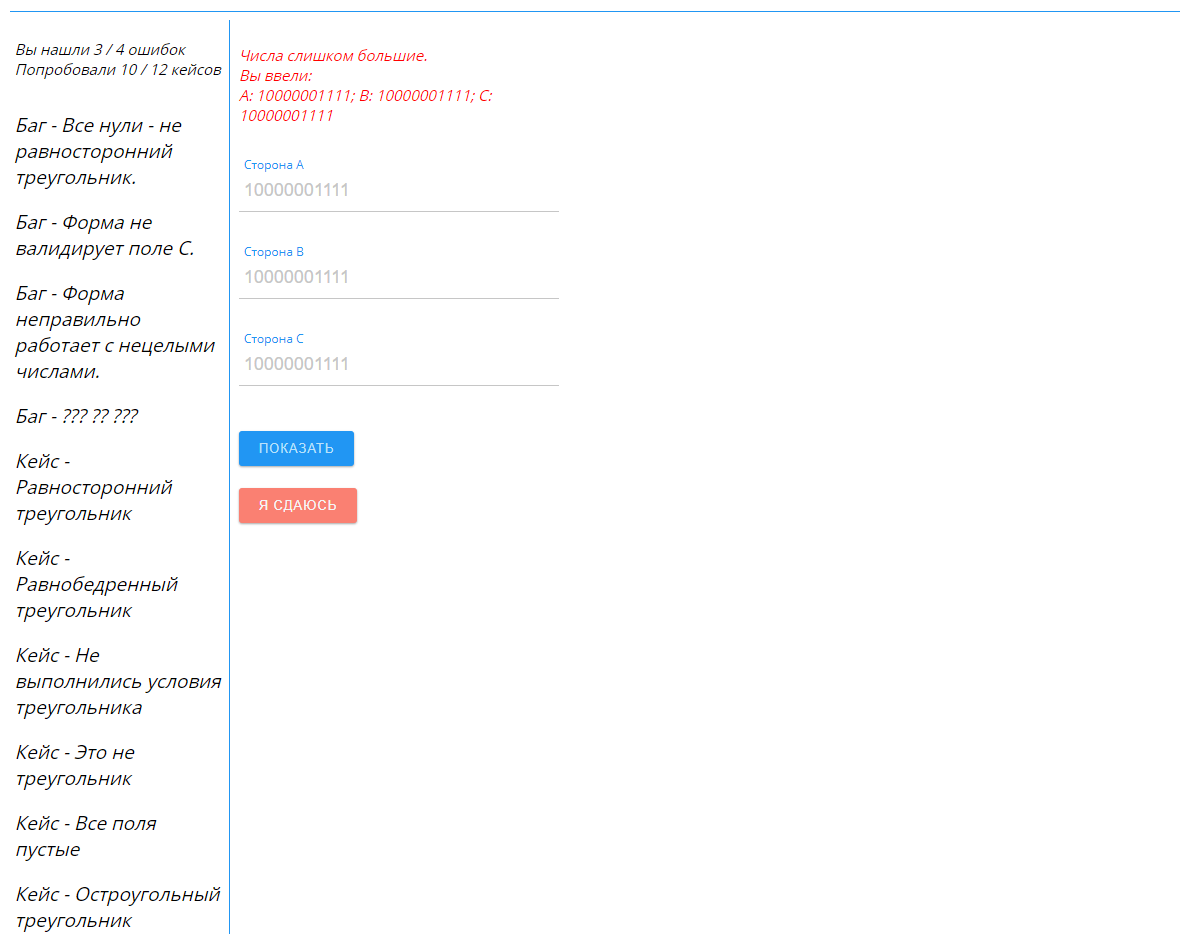 Вы нашли 3 / 4 ошибок
Попробовали 10 / 12 кейсов
Баг - Все нули - не
равносторонний
треугольник.
Баг - Форма не
валидирует поле С.
Баг - Форма
неправильно
работает с нецелыми
числами.
Баг - ??? ?? ???
Кейс -
Равносторонний
треугольник
Кейс -
Равнобедренный
треугольник
Кейс - Не
выполнились условия
треугольника
Кейс - Это не
треугольник
Кейс - Все поля
пустые
Кейс - Остроугольный
треугольник
Числа слишком большие.
Вы ввели:
A: 10000001111; B: 10000001111; C:
10000001111
Сторона A
10000001111
Сторона B
10000001111
Сторона C
10000001111
ПОКАЗАТЬ
Я СДАЮСЬ